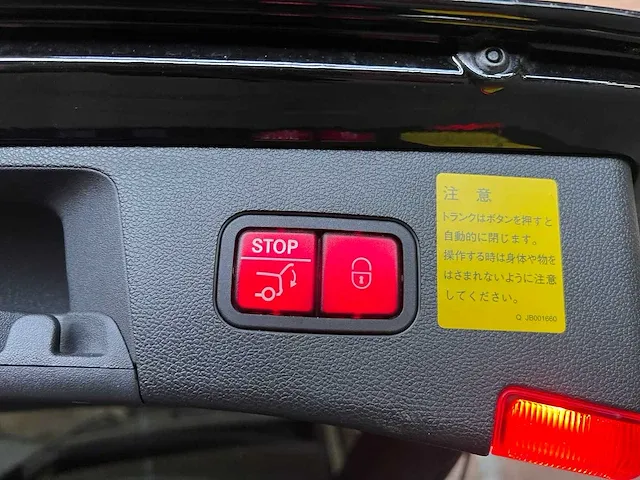 STOP
注 意
トランクはボタンを押すと
自動的に閉じます。
操作する時は身体や物を
はさまれないように注意
してください。
Q. JB001660